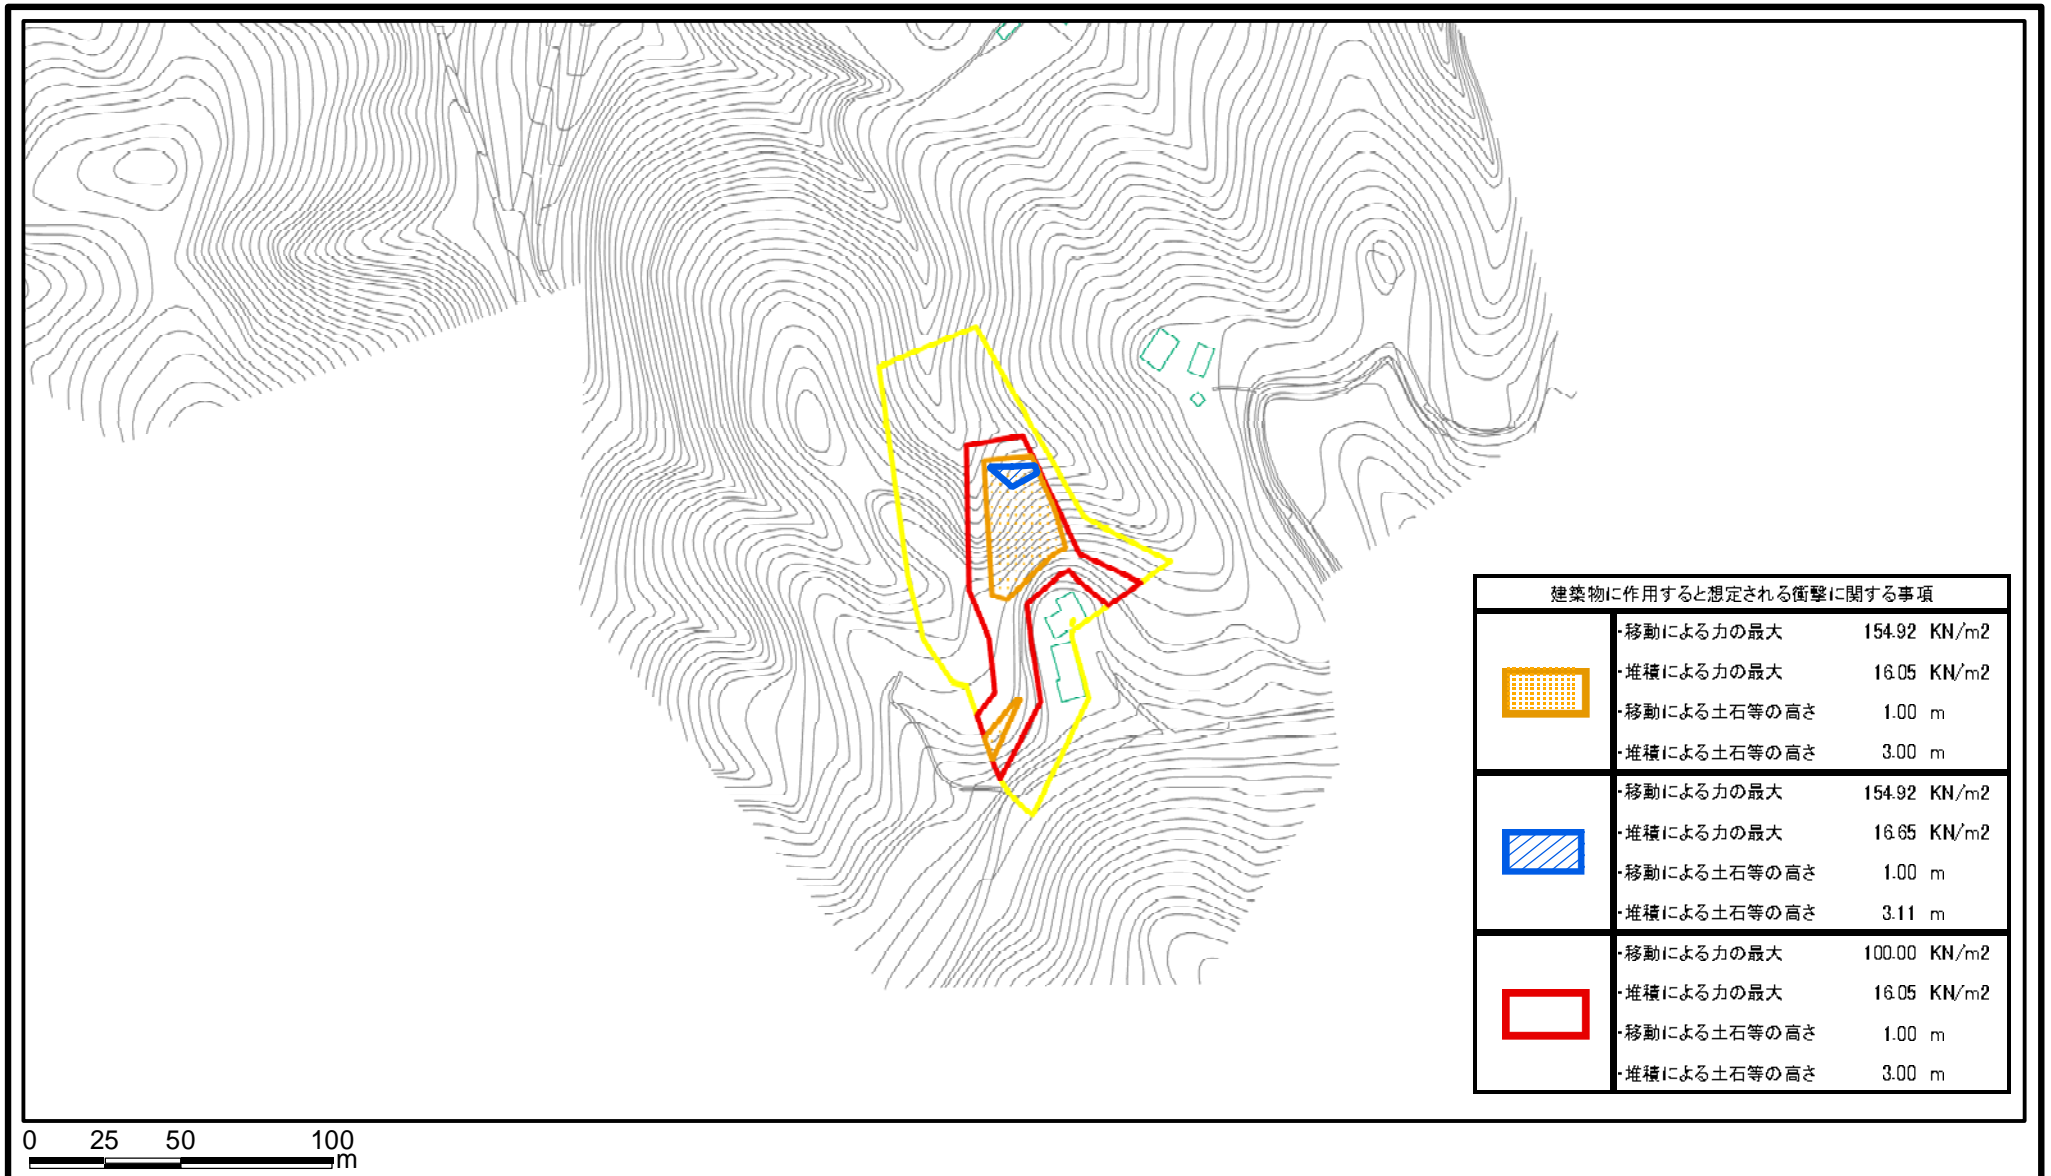 建築物に作用すると想定される衝撃に関する事項
・移動による力の最大 154.92 KN/m2
・堆積による力の最大 16.05 KN/m2
・移動による土石等の高さ 1.00 m
・堆積による土石等の高さ 3.00 m
・移動による力の最大 154.92 KN/m2
・堆積による力の最大 16.65 KN/m2
・移動による土石等の高さ 1.00 m
・堆積による土石等の高さ 3.11 m
・移動による力の最大 100.00 KN/m2
・堆積による力の最大 16.05 KN/m2
・移動による土石等の高さ 1.00 m
・堆積による土石等の高さ 3.00 m
0 25 50 100
m